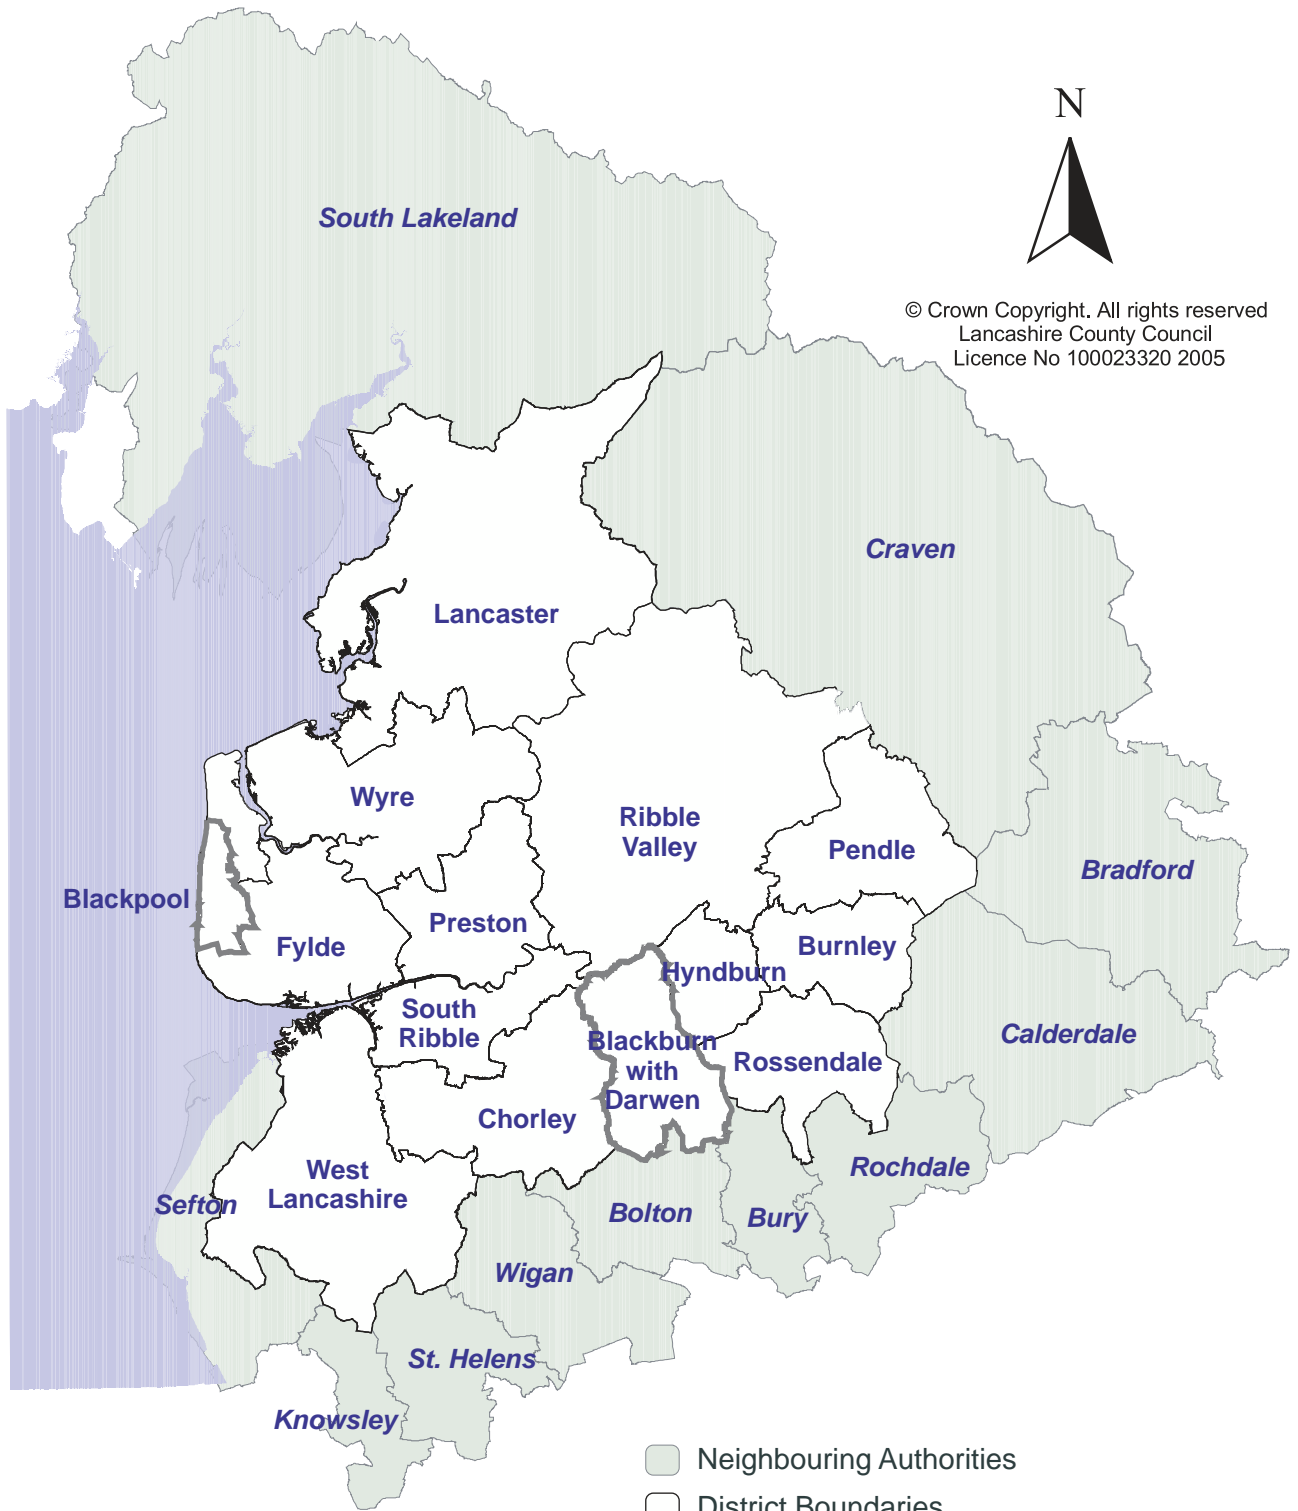 N
South Lakeland
© Crown Copyright. All rights reserved
Lancashire County Council
Licence No 100023320 2005
Craven
Lancaster
Wyre
Ribble
Valley
Pendle
Bradford
Blackpool
Preston
Fylde
Burnley
Hyndburn
South
Ribble
Calderdale
Blackburn
with
Darwen
Rossendale
Chorley
West
Lancashire
Rochdale
Sefton
Bolton
Bury
Wigan
St. Helens
Knowsley
Neighbouring Authorities
District Boundaries